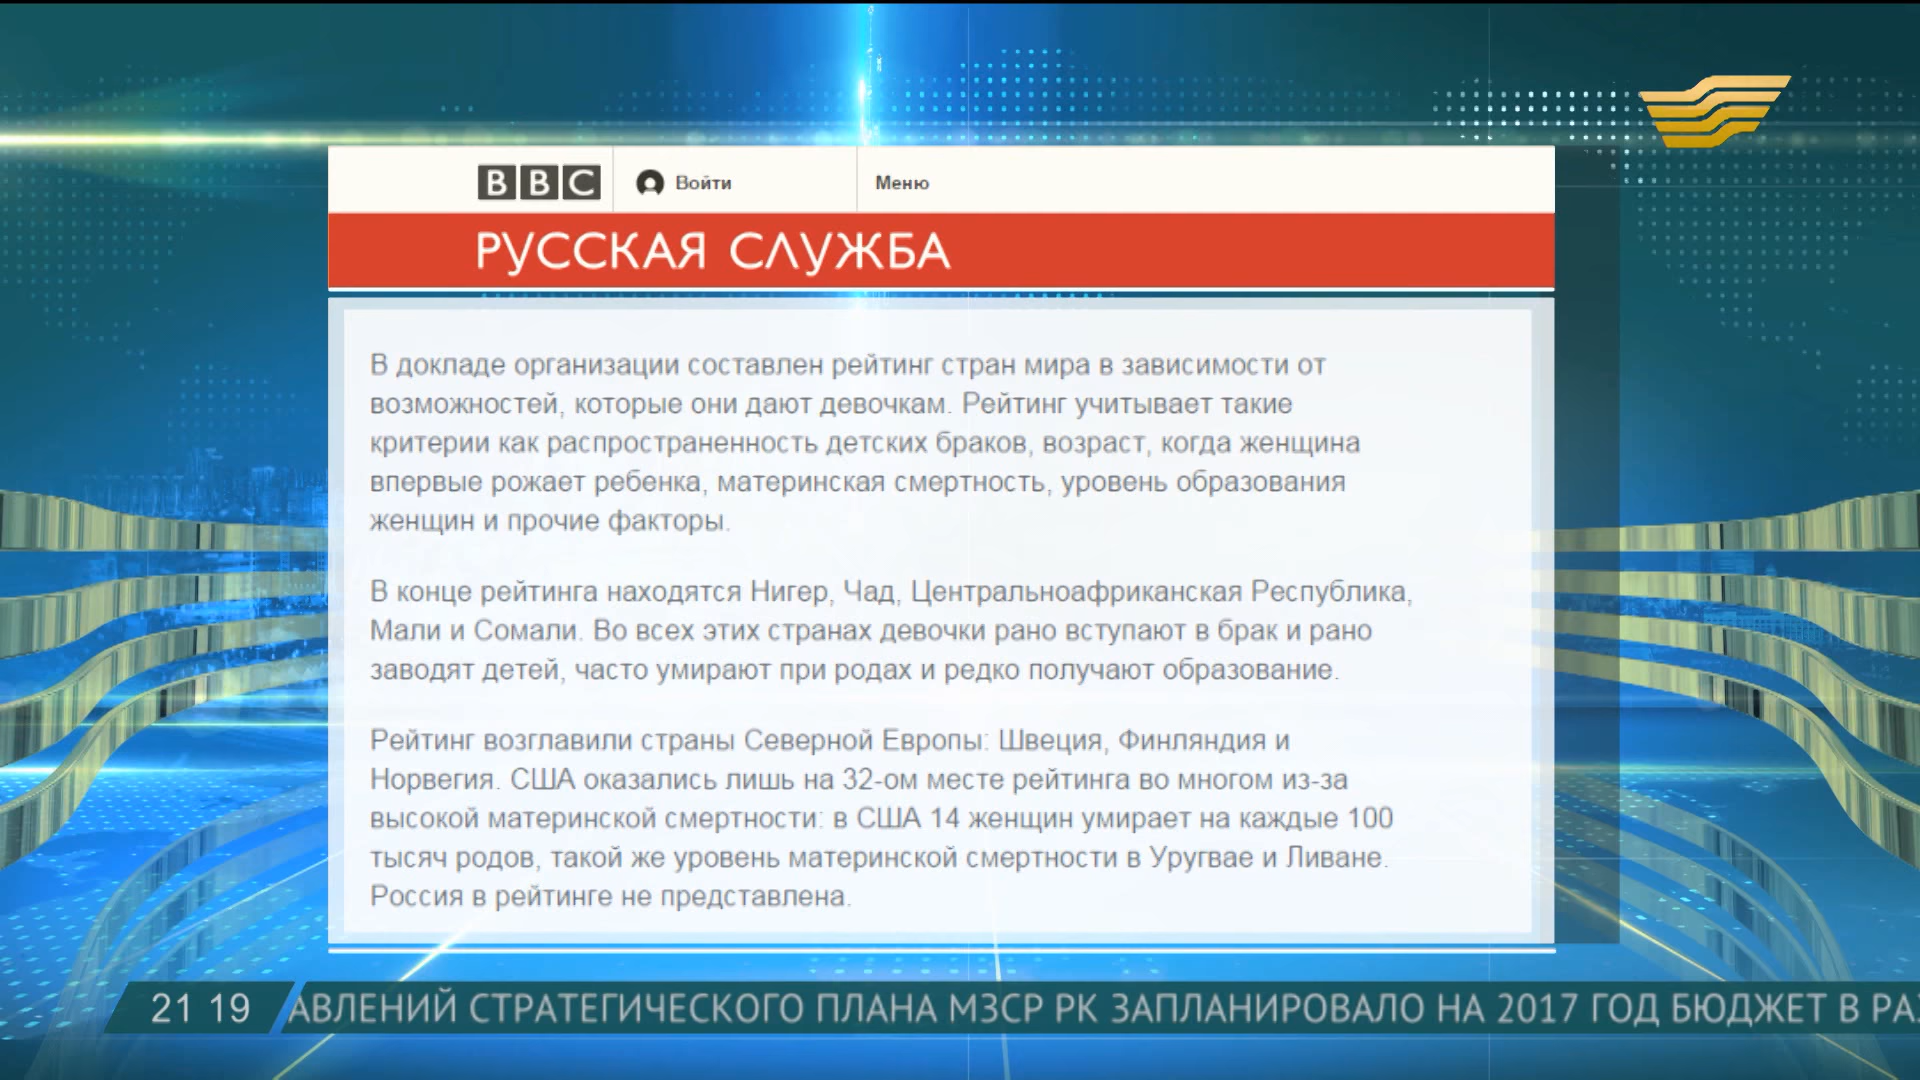 BBC
Войти
Меню
РУССКАЯ СЛУЖБА
В докладе организации составлен рейтинг стран мира в зависимости от
возможностей, которые они дают девочкам. Рейтинг учитывает такие
критерии как распространенность детских браков, возраст, когда женщина
впервые рожает ребенка, материнская смертность, уровень образования
женщин и прочие факторы.
В конце рейтинга находятся Нигер, Чад, Центральноафриканская Республика,
Мали и Сомали. Во всех этих странах девочки рано вступают в брак и рано
заводят детей, часто умирают при родах и редко получают образование.
Рейтинг возглавили страны Северной Европы: Швеция, Финляндия и
Норвегия. США оказались лишь на 32-ом месте рейтинга во многом из-за
высокой материнской смертности: в США 14 женщин умирает на каждые 100
тысяч родов, такой же уровень материнской смертности в Уругвае и Ливане.
Россия в рейтинге не представлена.
21 19 АВЛЕНИЙ СТРАТЕГИЧЕСКОГО ПЛАНА МЗСР РК ЗАПЛАНИРОВАЛО НА 2017 ГОД БЮДЖЕТ В РА